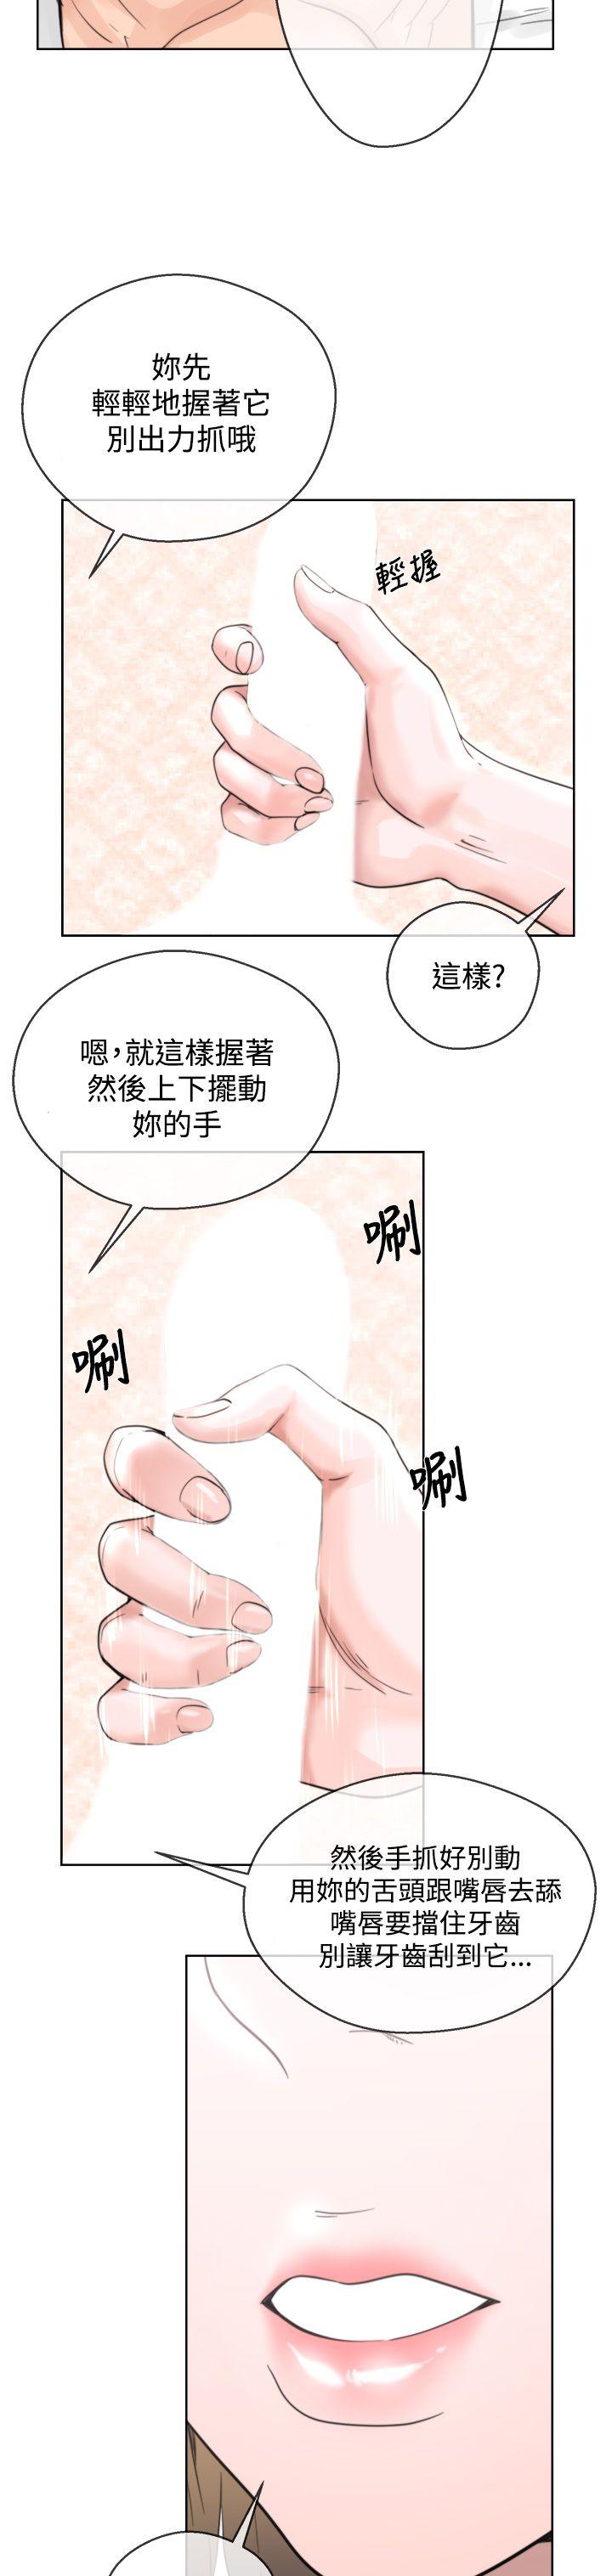 妳先
輕輕地握著它
別出力抓哦
輕握
這樣?
嗯,就這樣握著
然後上下擺動
妳的手
唰
唰
唰
然後手抓好別動
用妳的舌頭跟嘴唇去舔
嘴唇要擋住牙齒
別讓牙齒刮到它...